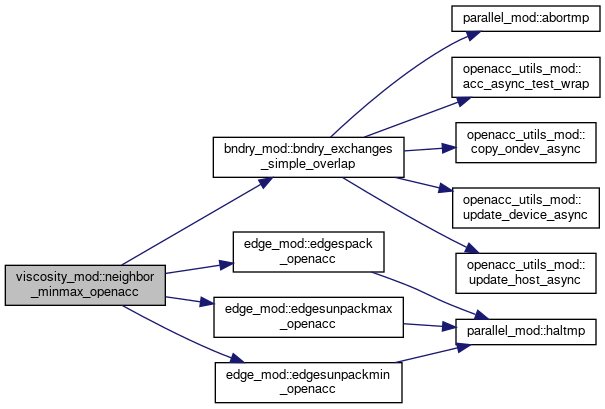 parallel_mod::abortmp
openacc_utils_mod::
acc_async_test_wrap
bndry_mod::bndry_exchanges
_simple_overlap
openacc_utils_mod::
copy_ondev_async
openacc_utils_mod::
update_device_async
edge_mod::edgespack
_openacc
openacc_utils_mod::
update_host_async
viscosity_mod::neighbor
_minmax_openacc
edge_mod::edgesunpackmax
_openacc
parallel_mod::haltmp
edge_mod::edgesunpackmin
_openacc